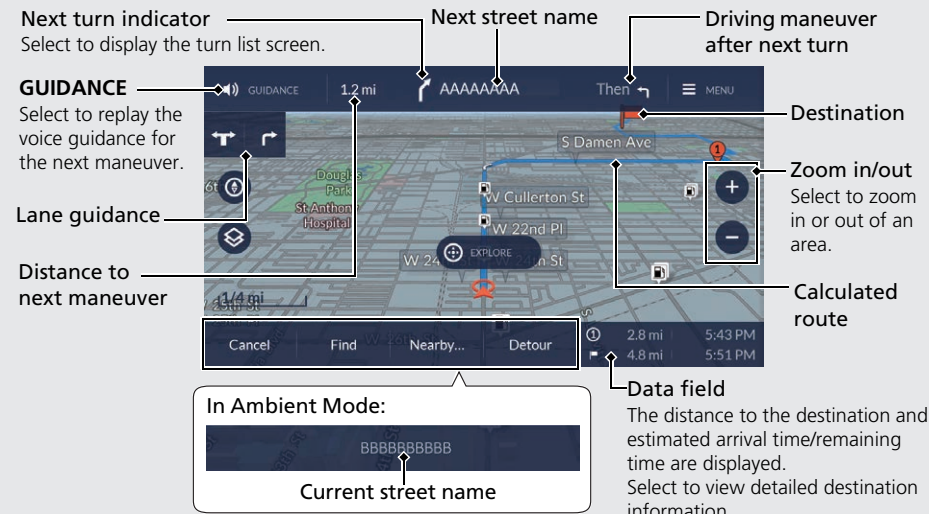 Next turn indicator
Select to display the turn list screen.
Next street name
Driving maneuver
after next turn
GUIDANCE
Select to replay the
voice guidance for
the next maneuver.
Lane guidance
Distance to
next maneuver
GUIDANCE
1.2 mi
AAAAAAAA
Then
MENU
S Damen Ave
1
Douglas
Park
St Anthony
Hospital
W Cullerton St
W 22nd Pl
EXPLORE
1/4 mi
Cancel
Find
Nearby...
Detour
1 2.8 mi 5:43 PM
4.8 mi 5:51 PM
Destination
Zoom in/out
Select to zoom
in or out of an
area.
Calculated
route
In Ambient Mode:
BBBBBBBBBB
Current street name
Data field
The distance to the destination and
estimated arrival time/remaining
time are displayed.
Select to view detailed destination
information.